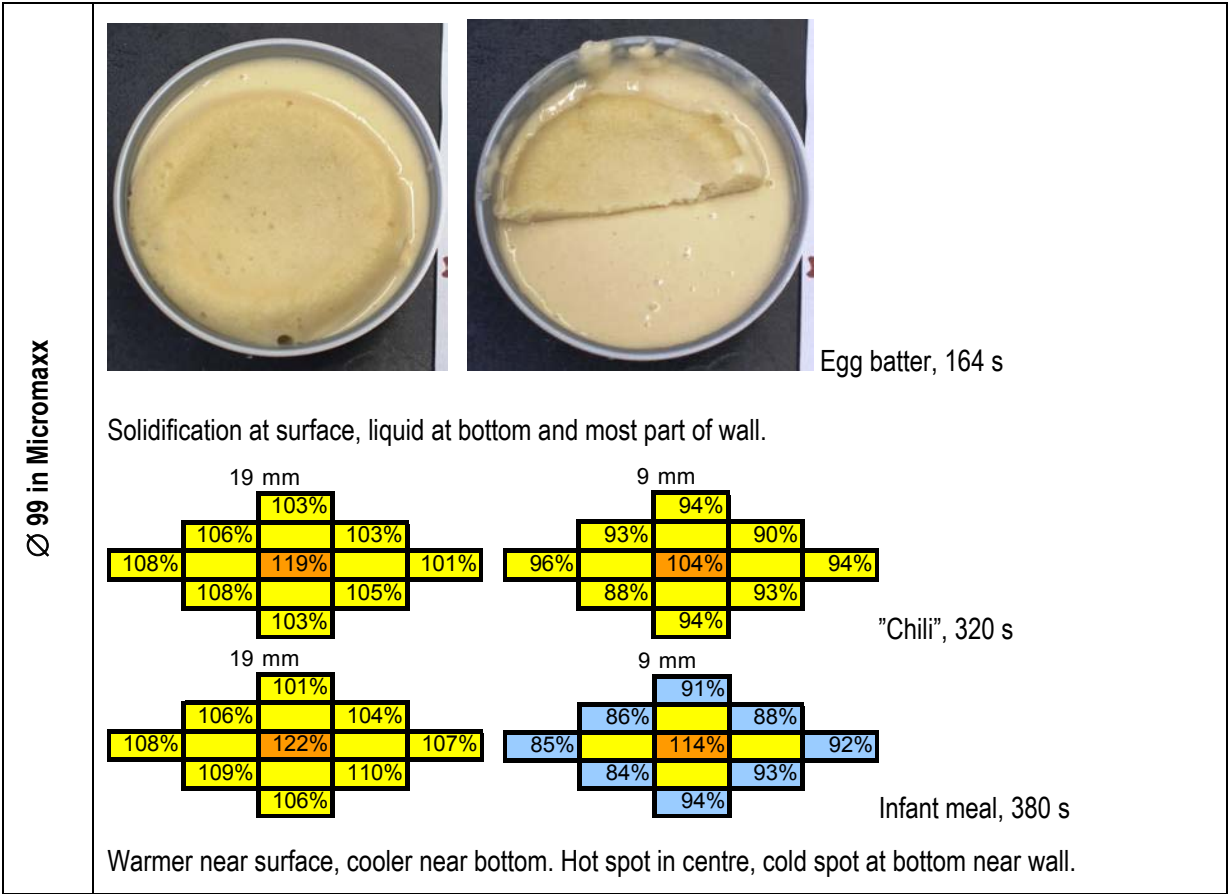 Ø 99 in Micromaxx
Egg batter, 164 s
Solidification at surface, liquid at bottom and most part of wall.
19 mm
103%
106% 103%
108% 119% 101%
108% 105%
103%
9 mm
94%
93% 90%
96% 104% 94%
88% 93%
94%
”Chili”, 320 s
19 mm
101%
106% 104%
108% 122% 107%
109% 110%
106%
9 mm
91%
86% 88%
85% 114% 92%
84% 93%
94%
Infant meal, 380 s
Warmer near surface, cooler near bottom. Hot spot in centre, cold spot at bottom near wall.